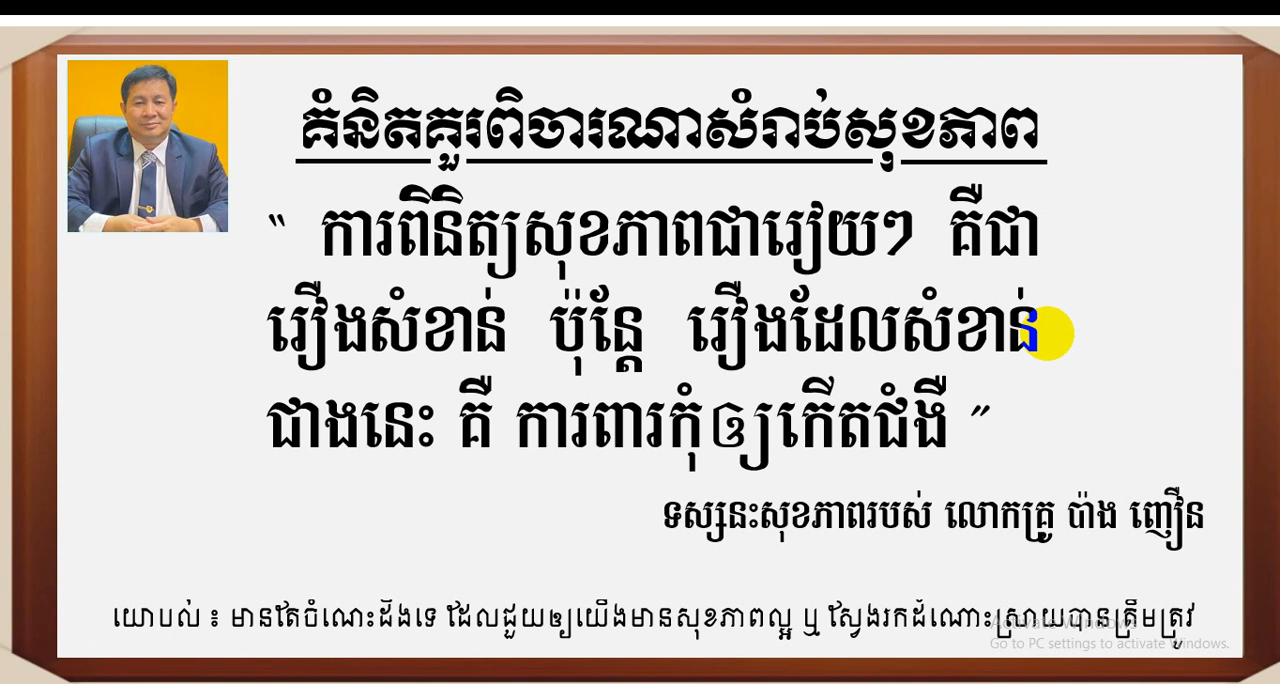 គំនិតគួរពិចារណាសំរាប់សុខភាព
“ ការពិនិត្យសុខភាពជារឿយៗ គឺជា
រឿងសំខាន់ ប៉ុន្តែ រឿងដែលសំខាន់
ជាងនេះ គឺ ការពារកុំឲ្យកើតជំងឺ ”
ទស្សនះសុខភាពរបស់ លោកគ្រូ ប៉ាង ញឿន
យោបល់ ៖ មានតែចំណេះដឹងទេ ដែលជួយឲ្យយើងមានសុខភាពល្អ ឬ ស្វែងរកដំណោះស្រាយបានត្រឹមត្រូវ
Activate Windows
Go to PC settings to activate Windows.